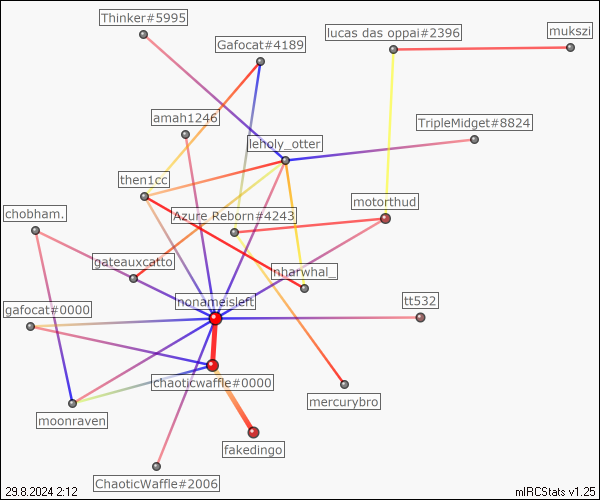 Thinker#5995
Gafocat#4189
lucas das oppai#2396
mukszi
amah1246
TripleMidget#8824
leholy_otter
then1cc
motorthud
chobham.
Azure Reborn#4243
gateauxcatto
nharwhal_
nonameisleft
tt532
gafocat#0000
chaoticwaffle#0000
mercurybro
moonraven
fakedingo
ChaoticWaffle#2006
29.8.2024 2:12
mIRCStats v1.25